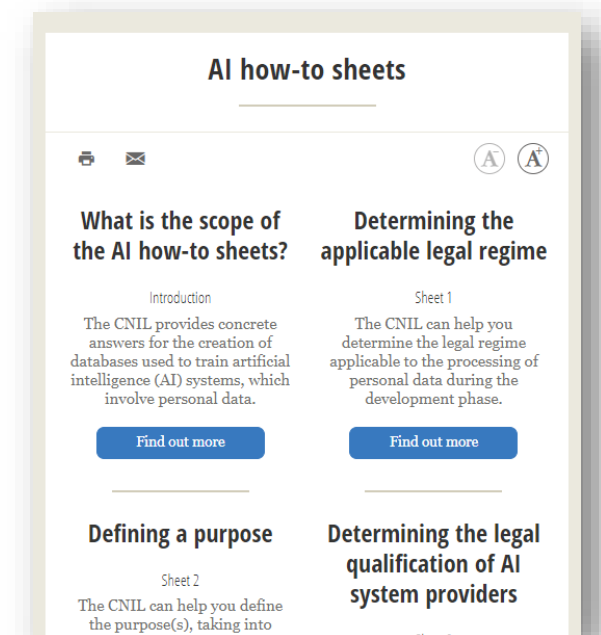 AI how-to sheets
A-
A+
What is the scope of
the AI how-to sheets?
Introduction
The CNIL provides concrete
answers for the creation of
databases used to train artificial
intelligence (AI) systems, which
involve personal data.
Find out more
Determining the
applicable legal regime
Sheet 1
The CNIL can help you
determine the legal regime
applicable to the processing of
personal data during the
development phase.
Find out more
Defining a purpose
Sheet 2
The CNIL can help you define
the purpose(s), taking into
Determining the legal
qualification of AI
system providers